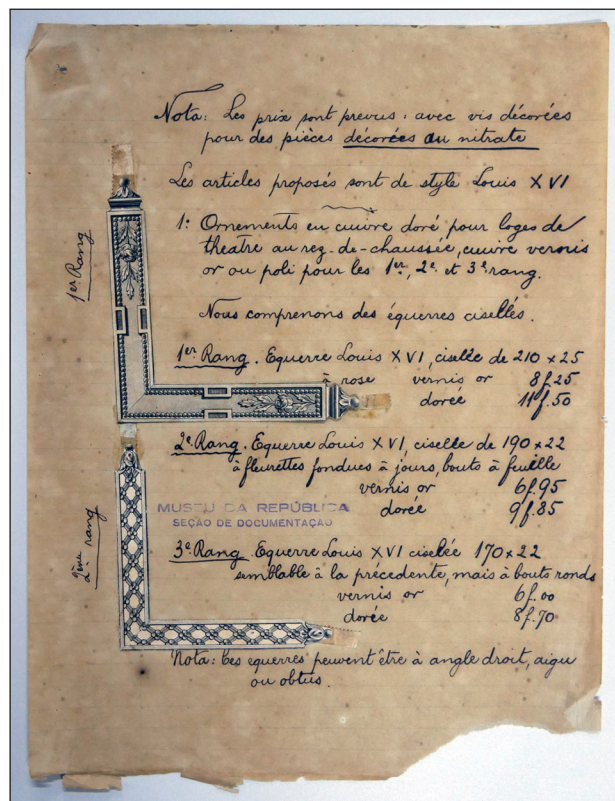 Nota: Les prix sont prevus: avec vis décorées
pour des pièces décorées au nitrate
Les articles proposés sont de style Louis XVI
1: Ornements en cuivre doré pour loges de
theatre au rez-de-chaussée, cuivre vernis
or ou poli pour les 1er, 2e et 3e rang.
Nous comprenons des équerres ciselles.
1er Rang
1er Rang. Equerre Louis XVI, ciselle de 210 x 25
à rose vernis or 8f.25
dorée 11f.50
2e Rang. Equerre Louis XVI, ciselle de 190 x 22
à fleurettes fondues à jours, bouts à feuille
vernis or 6f.95
dorée 9f.85
MUSEU DA REPÚBLICA
SEÇÃO DE DOCUMENTAÇÃO
2ème rang
3e Rang Equerre Louis XVI ciselée 170 x 22
semblable à la précedente, mais à bouts ronds
vernis or 6f.00
dorée 8f.70
Nota: Ces equerres peuvent être à angle droit, aigu
ou obtus.